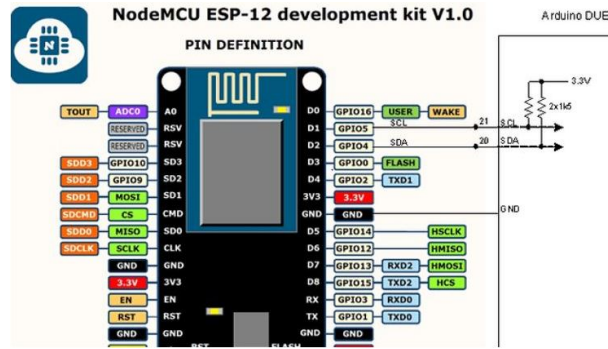 NodeMCU ESP-12 development kit V1.0
PIN DEFINITION
Arduino DUE
N
3.3V
2x1k5
TOUT ADC0 A0 D0 GPIO16 USER WAKE
RESERVED RSV D1 GPIO5 SCL 21 SCL
RESERVED RSV D2 GPIO4 SDA 20 SDA
SDD3 GPIO10 SD3 D3 GPIO0 FLASH
SDD2 GPIO9 SD2 D4 GPIO2 TXD1
SDD1 MOSI SD1 3V3 3.3V
SDCMD CS CMD GND GND GND
SDD0 MISO SD0 D5 GPIO14 HSCLK
SDCLK SCLK CLK D6 GPIO12 HMISO
GND GND D7 GPIO13 RXD2 HMOSI
3.3V 3V3 D8 GPIO15 TXD2 HCS
EN EN RX GPIO3 RXD0
RST RST TX GPIO1 TXD0
GND GND GND GND
RST FLASH